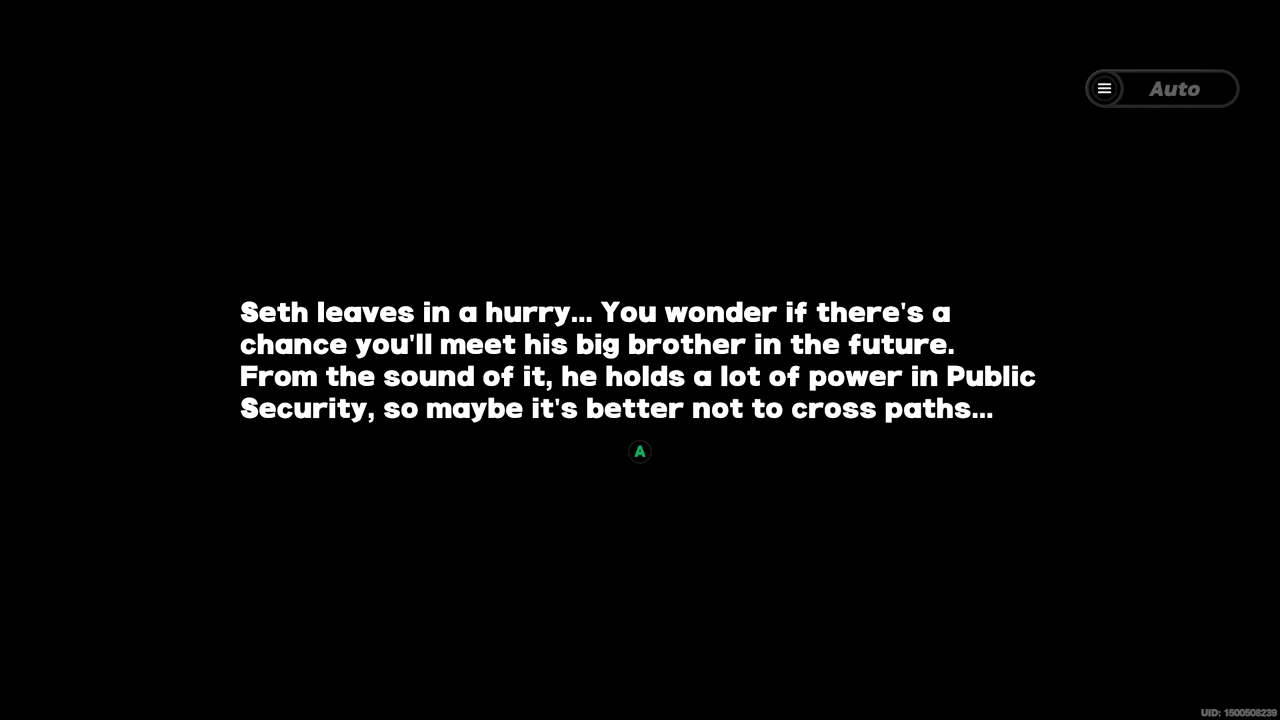 Auto
Seth leaves in a hurry... You wonder if there's a
chance you'll meet his big brother in the future.
From the sound of it, he holds a lot of power in Public
Security, so maybe it's better not to cross paths...
A
UID: 1500508239